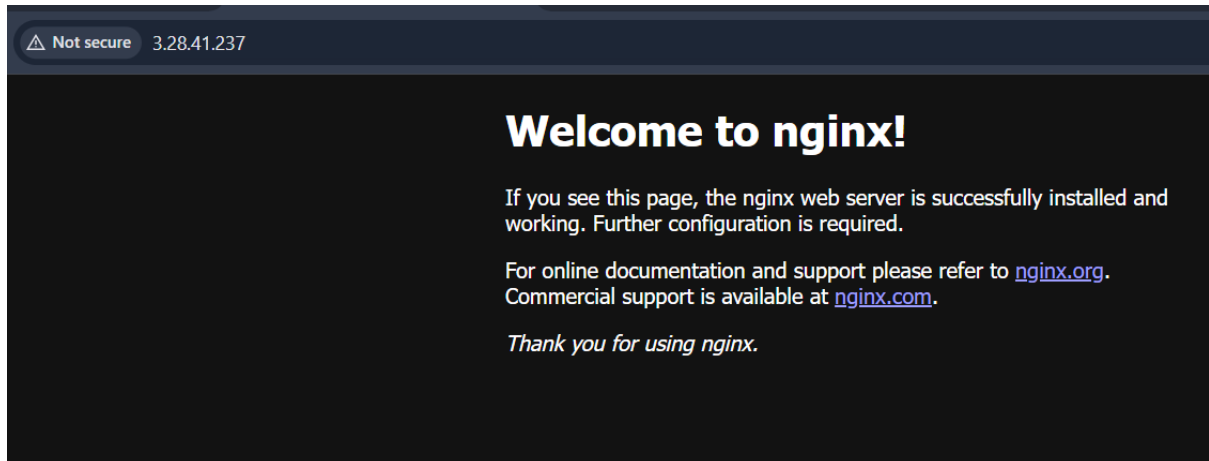 Not secure 3.28.41.237
Welcome to nginx!
If you see this page, the nginx web server is successfully installed and
working. Further configuration is required.
For online documentation and support please refer to nginx.org.
Commercial support is available at nginx.com.
Thank you for using nginx.